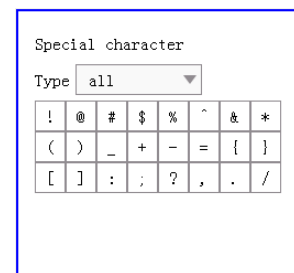 Special character
Type all
! @ # $ % ^ & *
( ) _ + - = { }
[ ] : ; ? , . /